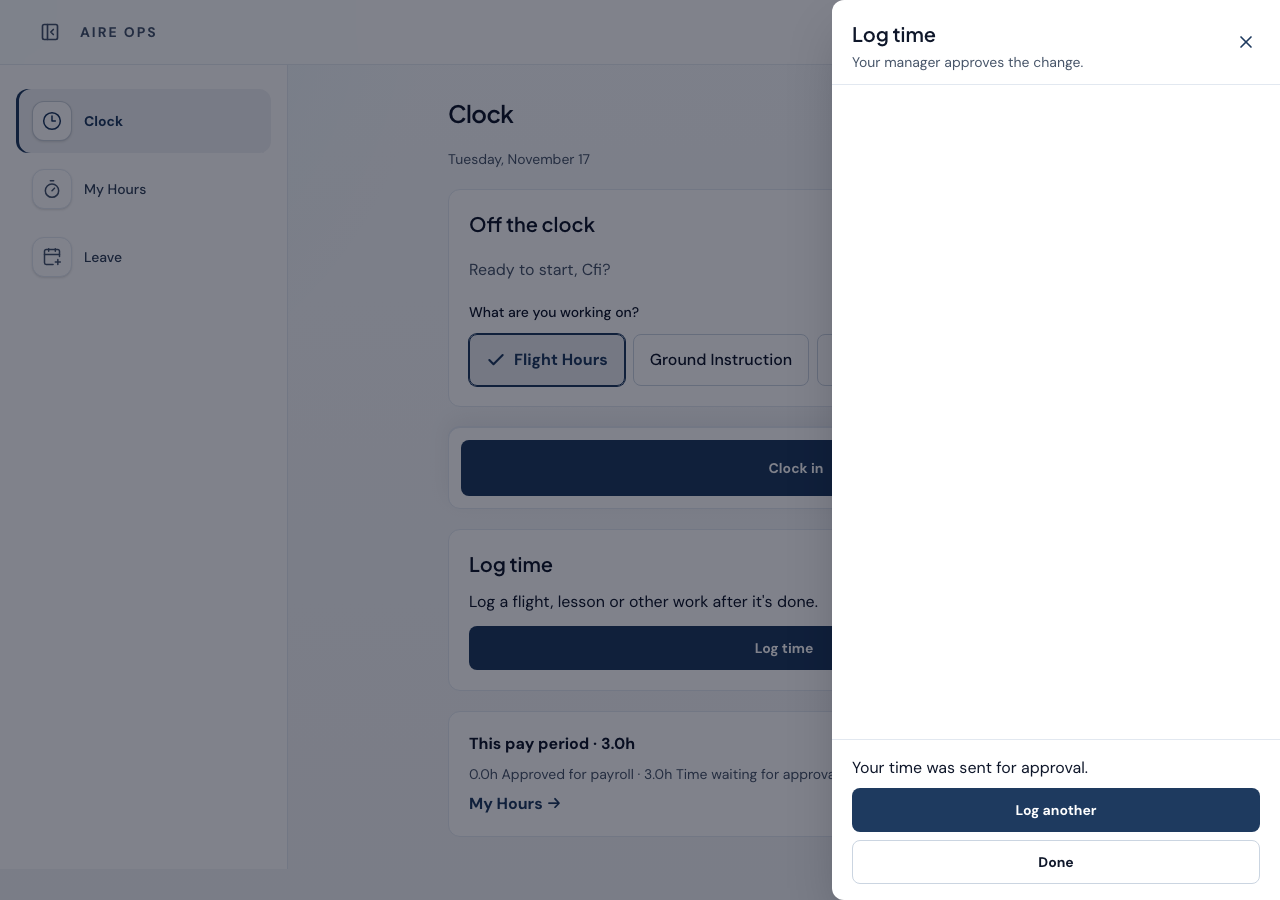 AIRE OPS
Clock
My Hours
Leave
Clock
Tuesday, November 17
Off the clock
Ready to start, Cfi?
What are you working on?
Flight Hours
Ground Instruction
Clock in
Log time
Log a flight, lesson or other work after it's done.
Log time
This pay period · 3.0h
0.0h Approved for payroll · 3.0h Time waiting for
My Hours →
Log time
Your manager approves the change.
Your time was sent for approval.
Log another
Done